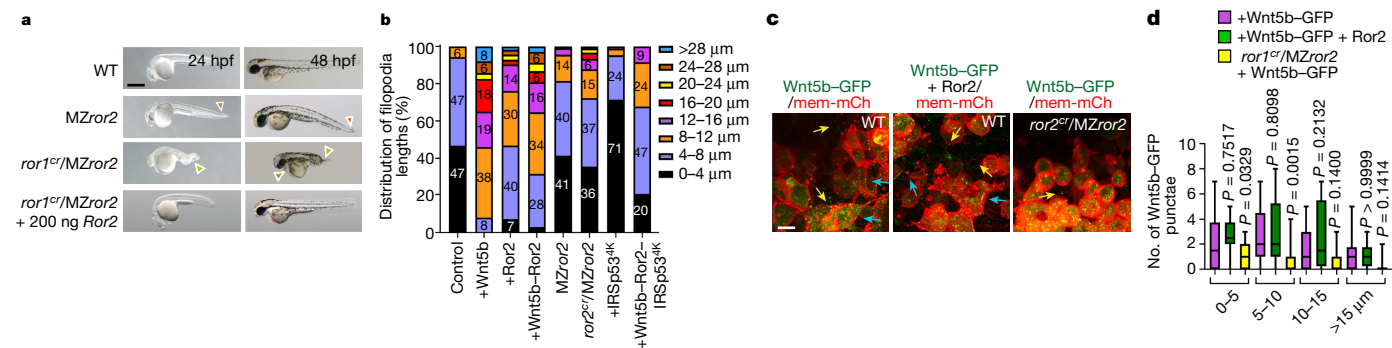 a
24 hpf
48 hpf
WT
MZror2
ror1cr/MZror2
ror1cr/MZror2
+ 200 ng Ror2
b
Distribution of filopodia
lengths (%)
100
80
60
40
20
0
6
47
47
8
6
18
19
38
8
14
30
40
7
6
6
16
34
28
14
40
41
6
15
37
36
24
71
9
24
47
20
Control
+Wnt5b
+Ror2
+Wnt5b–Ror2
MZror2
ror2cr/MZror2
+IRSp534K
+Wnt5b–Ror2–
IRSp534K
>28 μm
24–28 μm
20–24 μm
16–20 μm
12–16 μm
8–12 μm
4–8 μm
0–4 μm
c
Wnt5b–GFP
/mem-mCh
WT
Wnt5b–GFP
+ Ror2/
mem-mCh
WT
Wnt5b–GFP
/mem-mCh
ror2cr/MZror2
d
+Wnt5b–GFP
+Wnt5b–GFP + Ror2
ror1cr/MZror2
+ Wnt5b–GFP
No. of Wnt5b–GFP
punctae
10
8
6
4
2
0
P = 0.7517
P = 0.0329
P = 0.8098
P = 0.0015
P = 0.2132
P = 0.1400
P > 0.9999
P = 0.1414
0–5
5–10
10–15
>15 μm